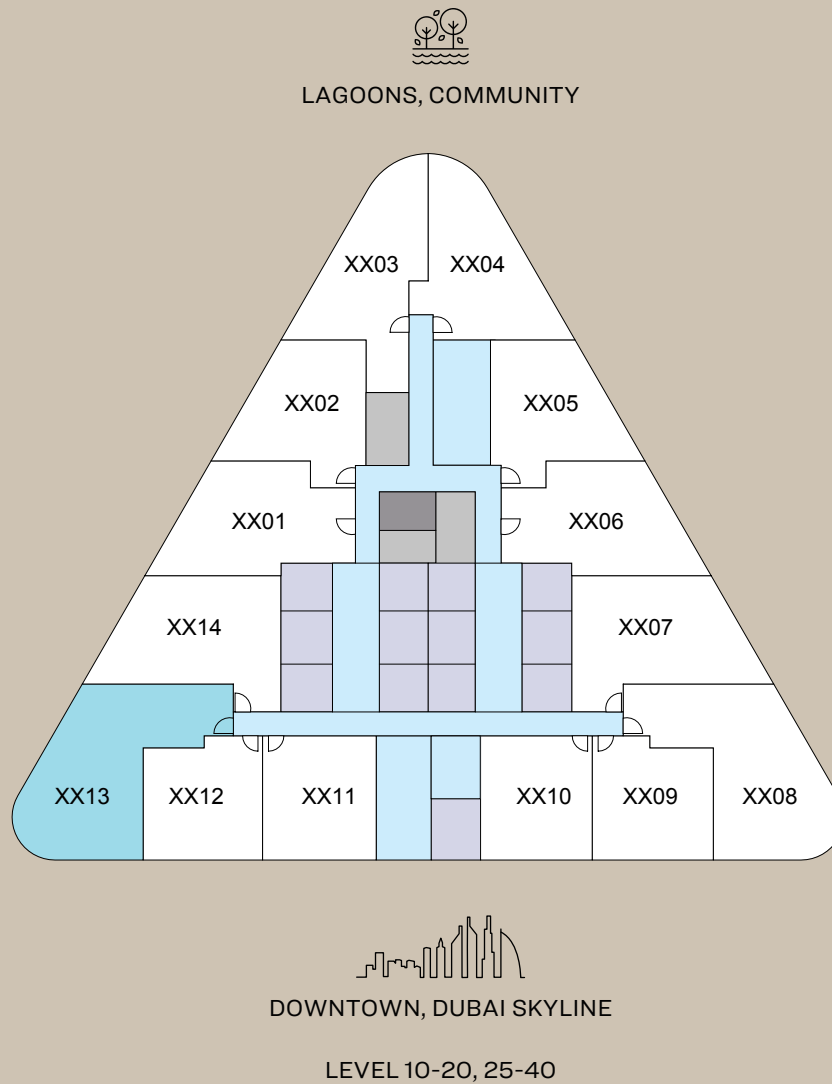 LAGOONS, COMMUNITY
XX03
XX04
XX02
XX05
XX01
XX06
XX14
XX07
XX13
XX12
XX11
XX10
XX09
XX08
DOWNTOWN, DUBAI SKYLINE
LEVEL 10-20, 25-40